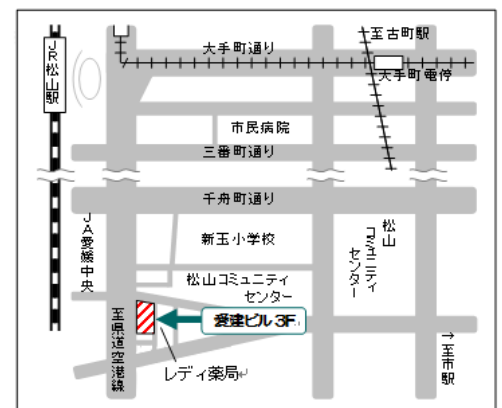 至古町駅
大手町通り
JR松山駅
大手町電停
市民病院
三番町通り
千舟町通り
JA愛媛中央
新玉小学校
松山
コミュニティ
センター
松山コミュニティ
センター
至県道空港線
愛建ビル3F
レディ薬局
↑至市駅